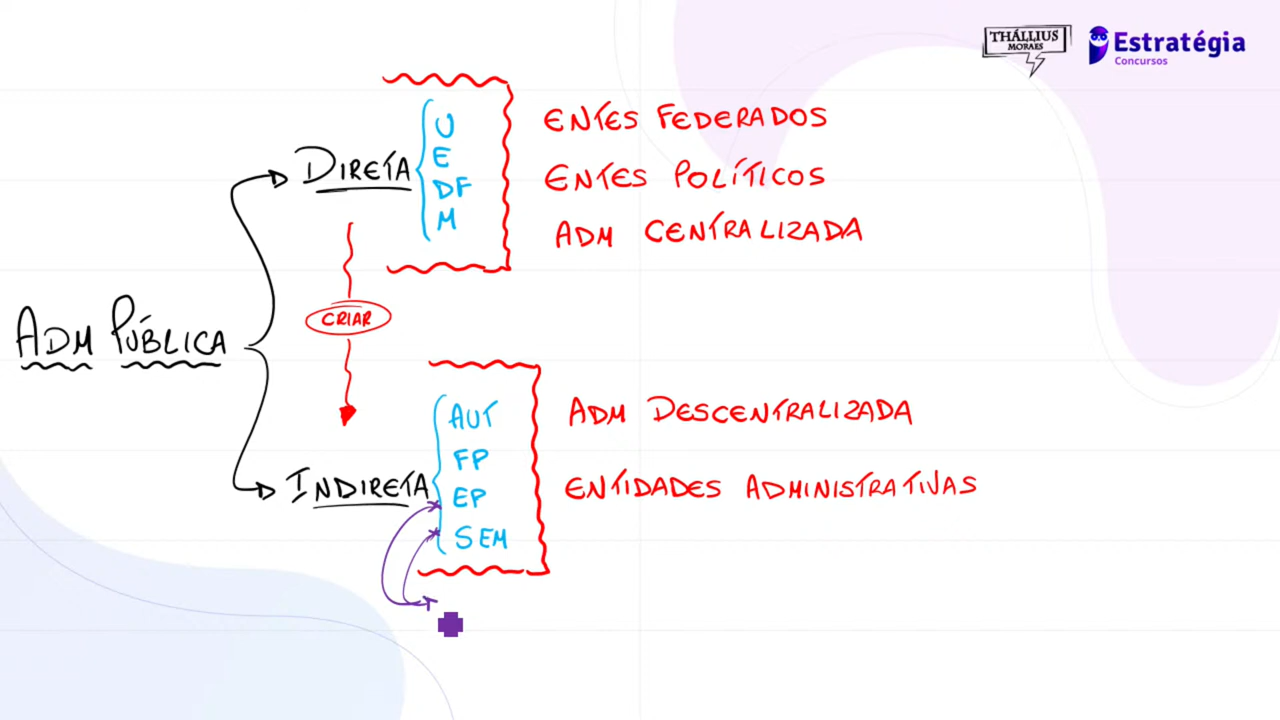 THÁLLIUS
MORAES
Estratégia
Concursos
ADM PÚBLICA
DIRETA
U
E
DF
M
ENTES FEDERADOS
ENTES POLÍTICOS
ADM CENTRALIZADA
CRIAR
INDIRETA
AUT
FP
EP
SEM
ADM DESCENTRALIZADA
ENTIDADES ADMINISTRATIVAS